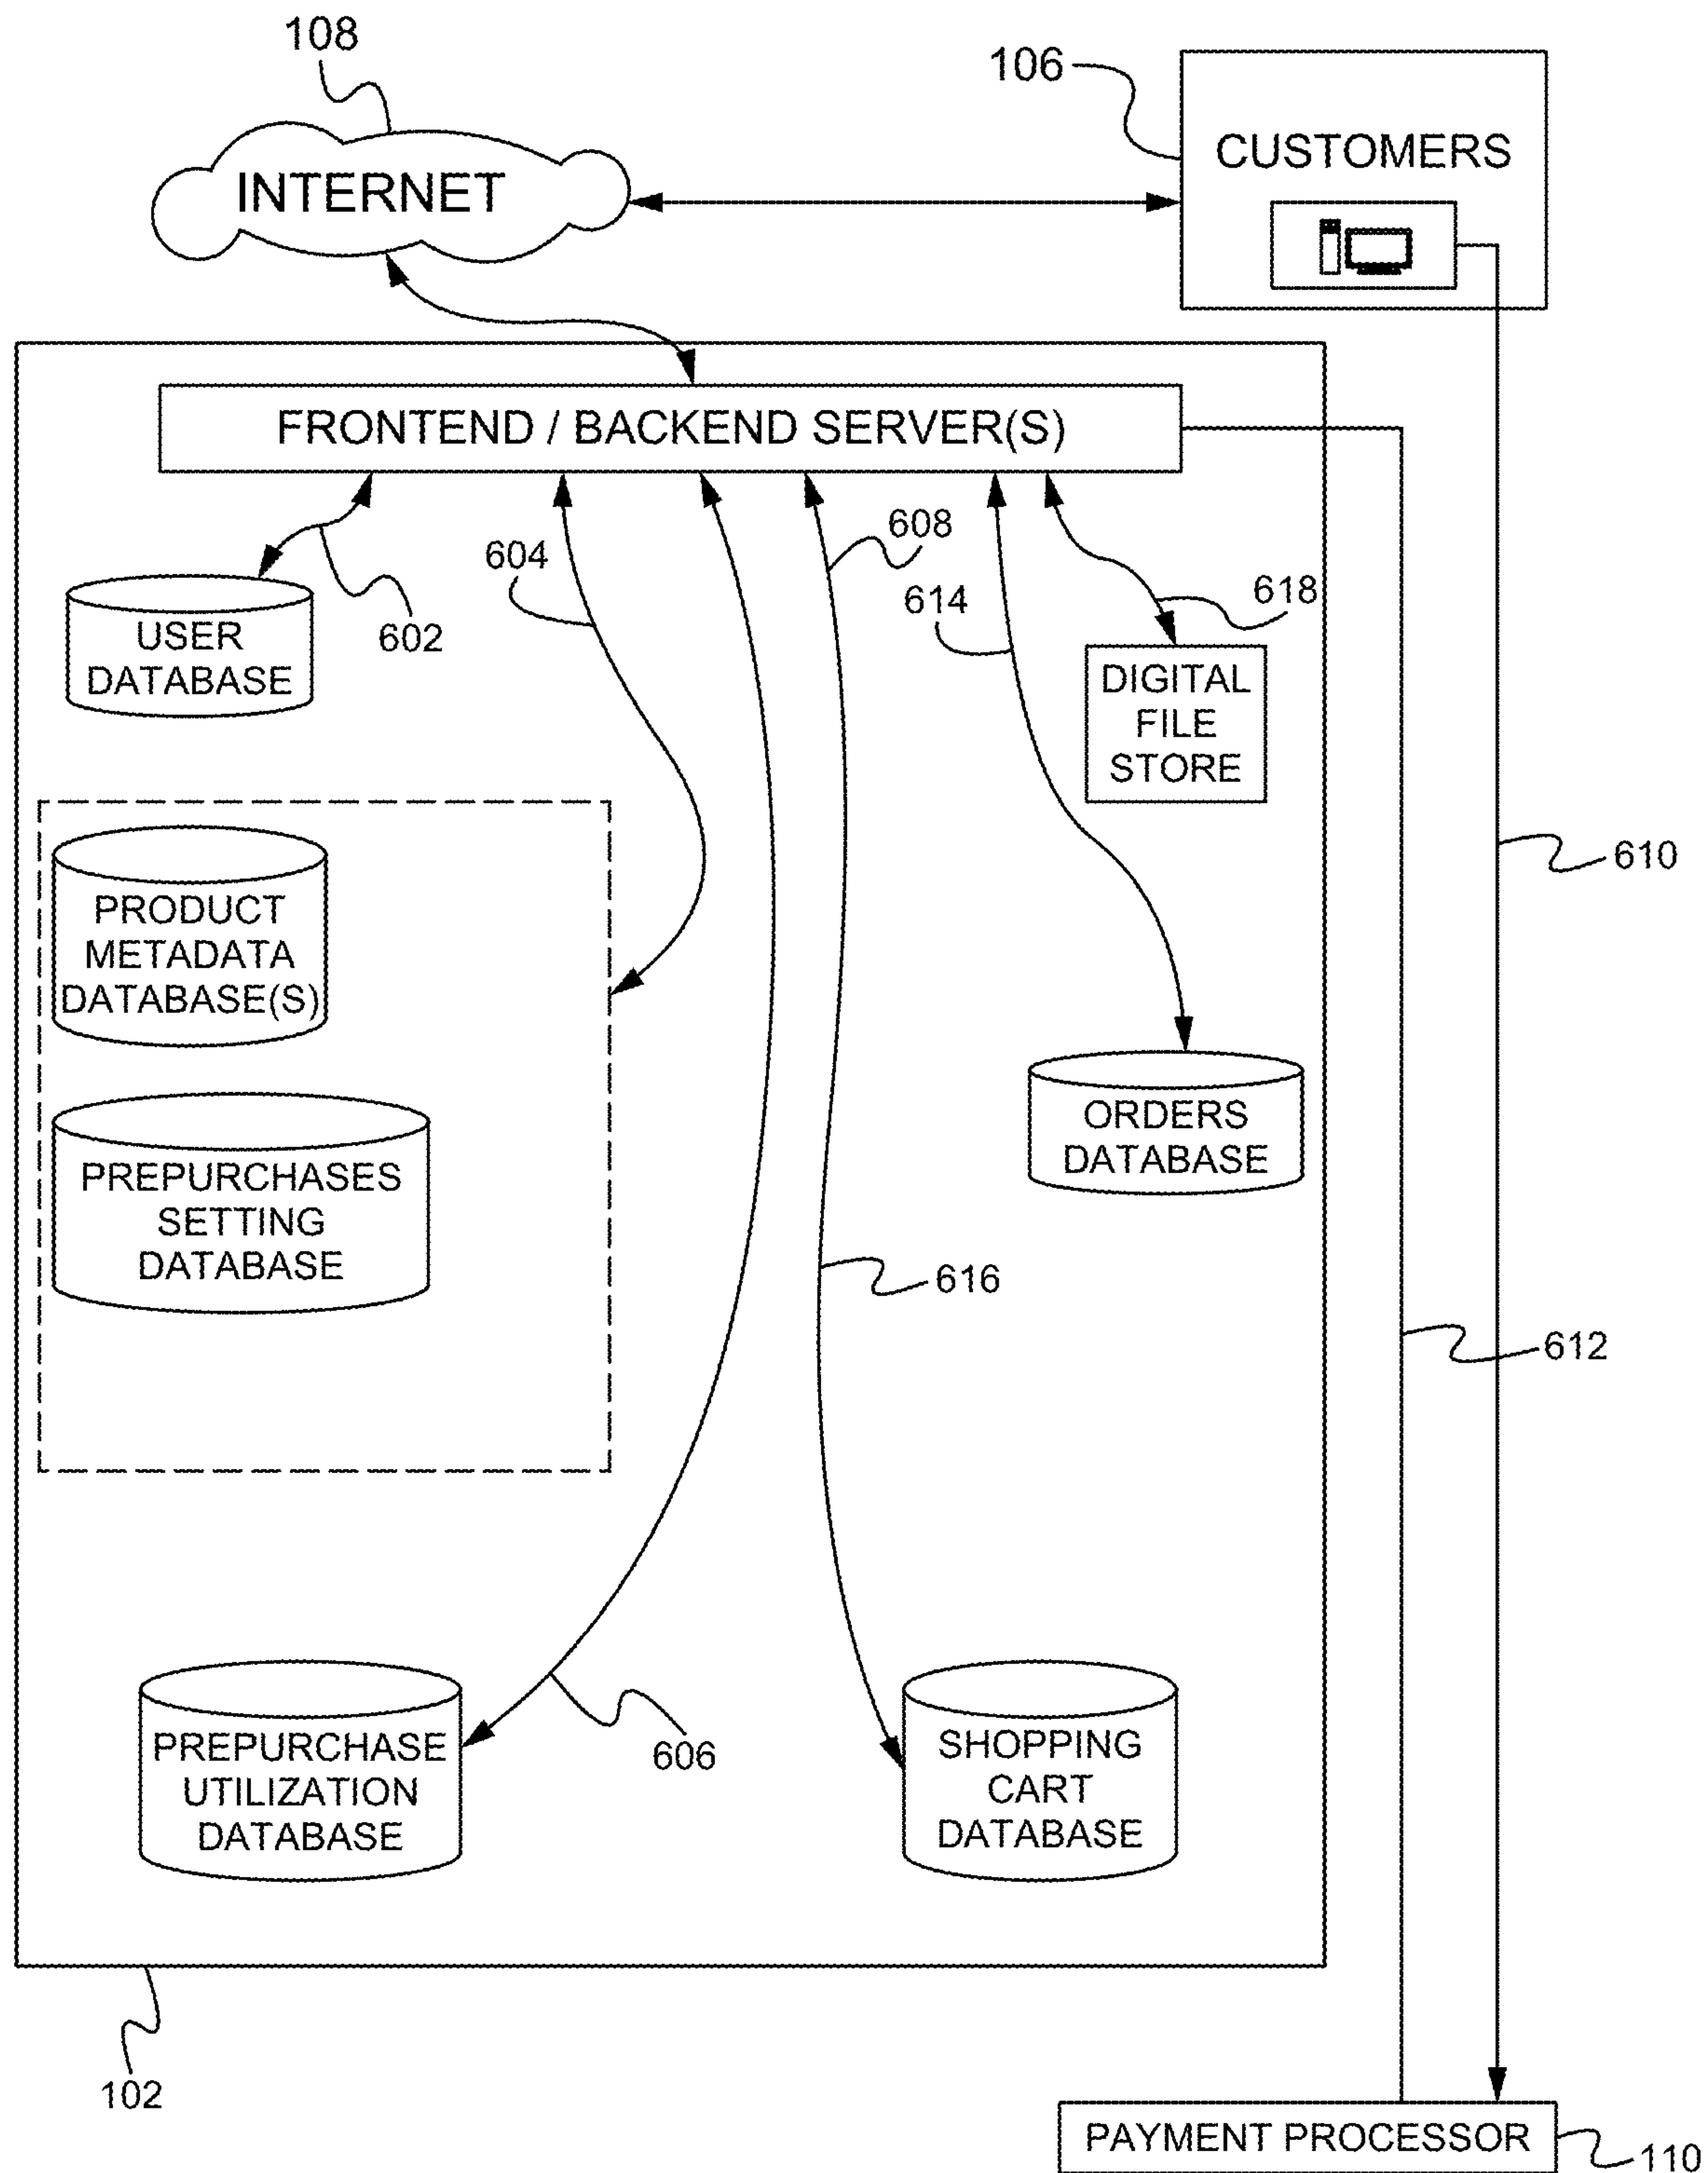 108
106
CUSTOMERS
INTERNET
FRONTEND / BACKEND SERVER(S)
608
604
614
618
602
USER
DATABASE
DIGITAL
FILE
STORE
610
PRODUCT
METADATA
DATABASE(S)
ORDERS
DATABASE
PREPURCHASES
SETTING
DATABASE
616
612
606
PREPURCHASE
UTILIZATION
DATABASE
SHOPPING
CART
DATABASE
102
PAYMENT PROCESSOR
110